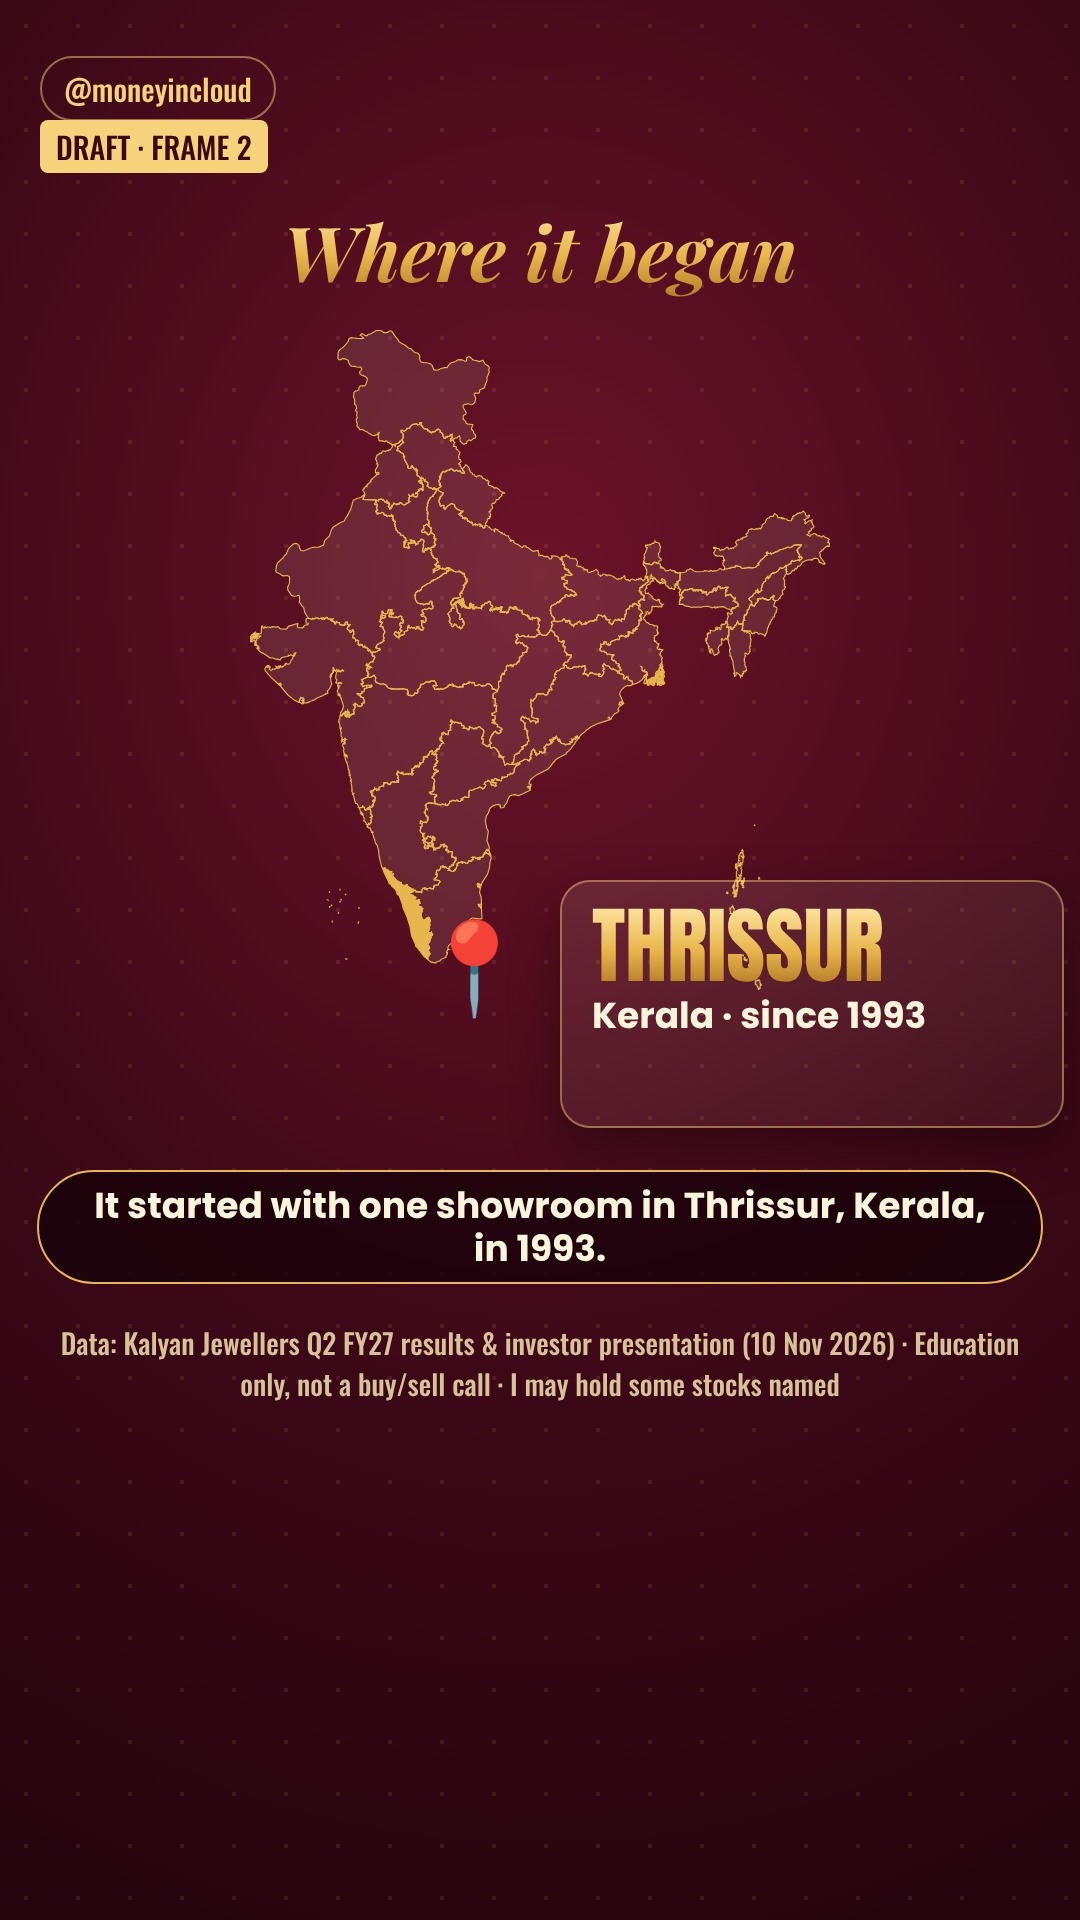 @moneyincloud
DRAFT · FRAME 2
Where it began
THRISSUR
Kerala · since 1993
It started with one showroom in Thrissur, Kerala,
in 1993.
Data: Kalyan Jewellers Q2 FY27 results & investor presentation (10 Nov 2026) · Education
only, not a buy/sell call · I may hold some stocks named